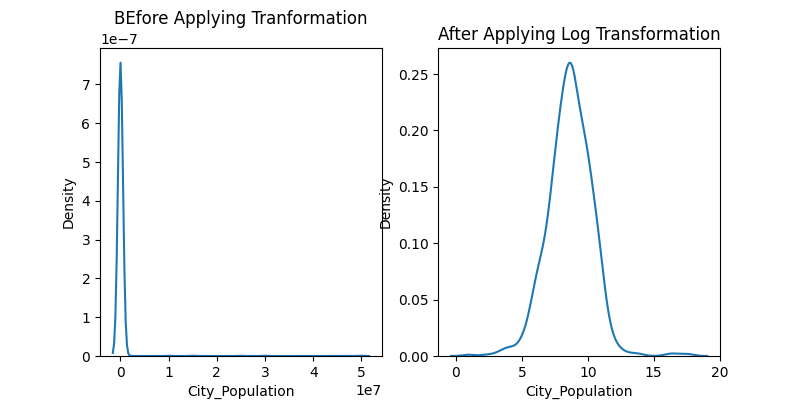 BEfore Applying Tranformation
1e−7
7
6
5
4
3
2
1
0
Density
0 1 2 3 4 5
1e7
City_Population
After Applying Log Transformation
0.25
0.20
0.15
0.10
0.05
0.00
Density
0 5 10 15 20
City_Population